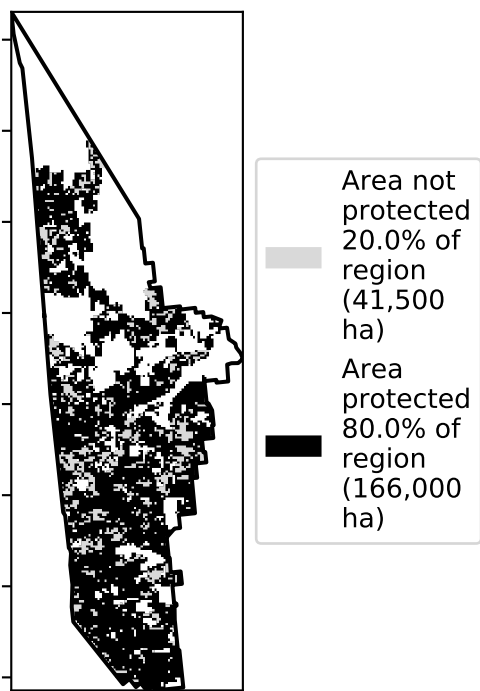 Area not
protected
20.0% of
region
(41,500
ha)
Area
protected
80.0% of
region
(166,000
ha)